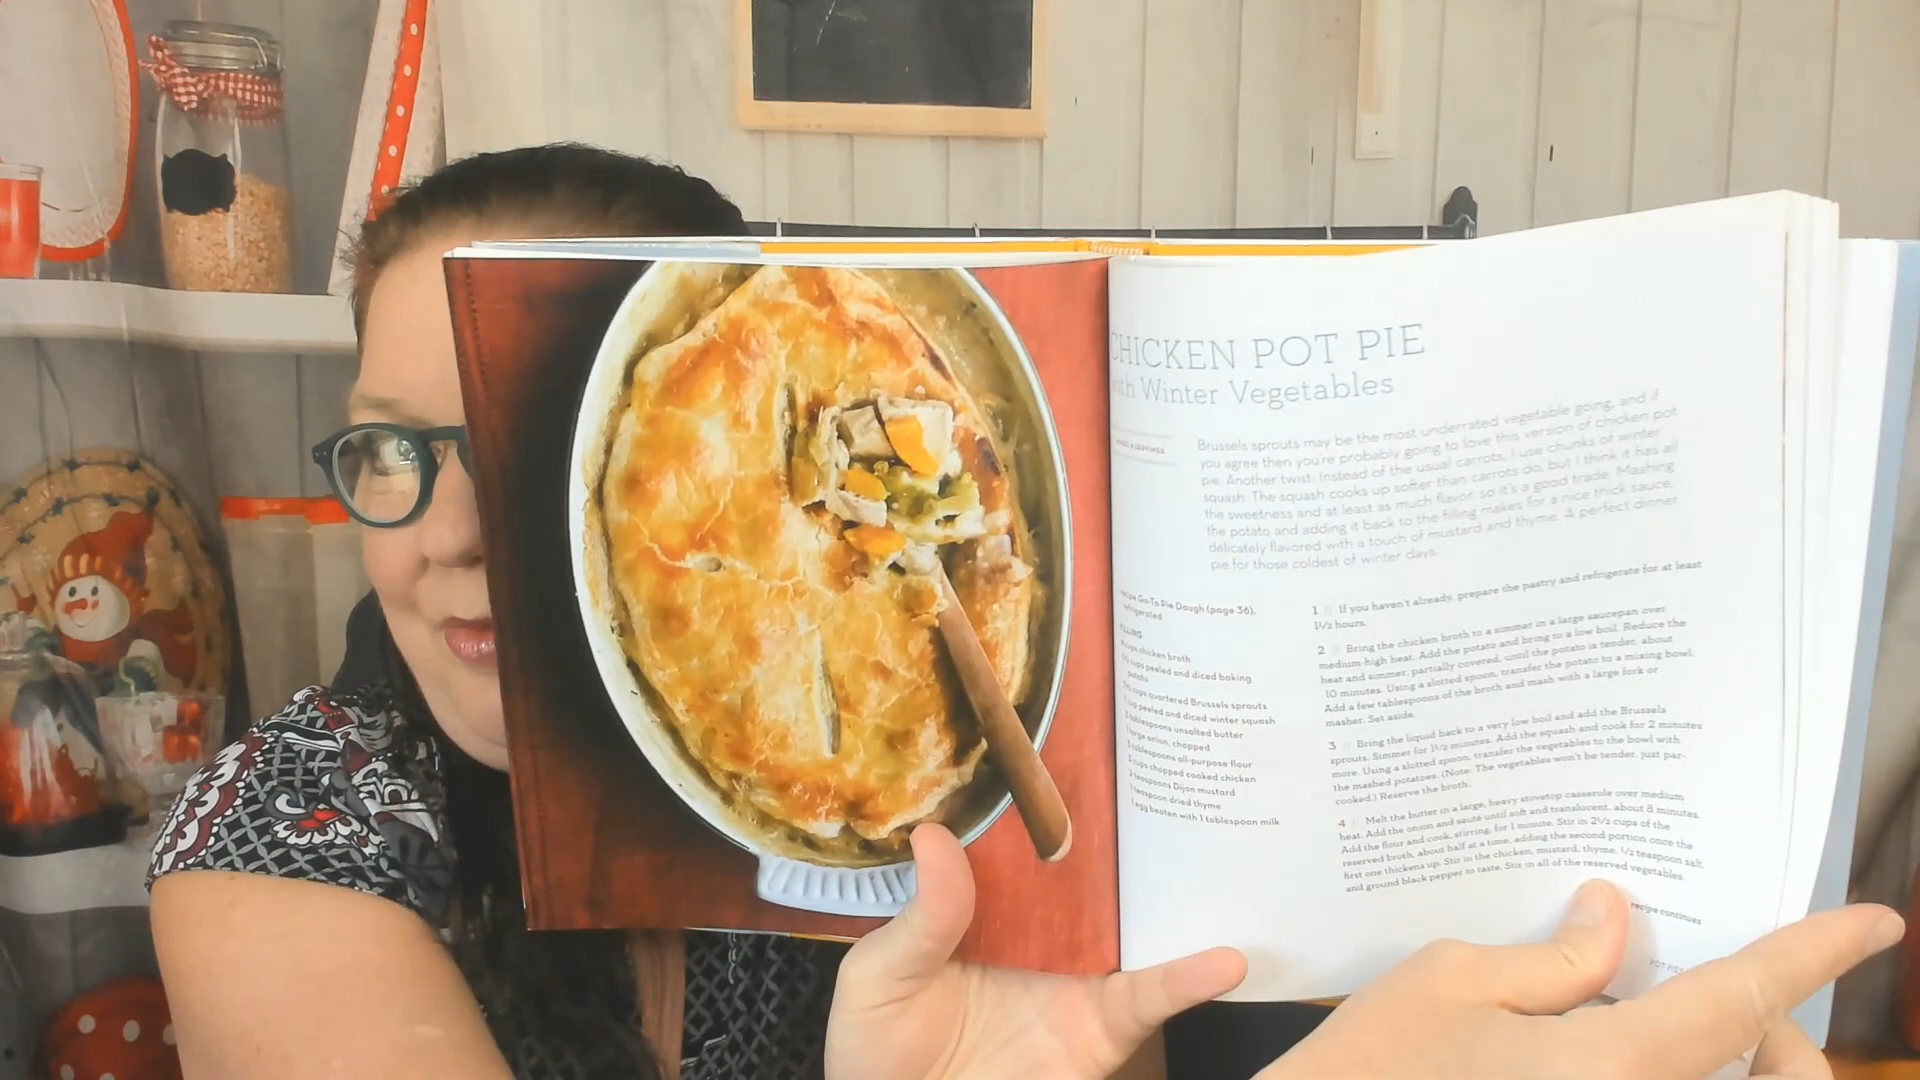 CHICKEN POT PIE
with Winter Vegetables
MAKES 4 SERVINGS
Brussels sprouts may be the most underrated vegetable going, and if
you agree then you're probably going to love this version of chicken pot
pie. Another twist: Instead of the usual carrots, I use chunks of winter
squash. The squash cooks up softer than carrots do, but I think it has all
the sweetness and at least as much flavor, so it's a good trade. Mashing
the potato and adding it back to the filling makes for a nice thick sauce,
delicately flavored with a touch of mustard and thyme. A perfect dinner
pie for those coldest of winter days.
recipe Go-To Pie Dough (page 36),
refrigerated
FILLING
cups chicken broth
cups peeled and diced baking
potato
cups quartered Brussels sprouts
cup peeled and diced winter squash
tablespoons unsalted butter
large onion, chopped
3 tablespoons all-purpose flour
cups chopped cooked chicken
2 teaspoons Dijon mustard
1 teaspoon dried thyme
1 egg beaten with 1 tablespoon milk
1 // If you haven't already, prepare the pastry and refrigerate for at least
1½ hours.
2 // Bring the chicken broth to a simmer in a large saucepan over
medium-high heat. Add the potato and bring to a low boil. Reduce the
heat and simmer, partially covered, until the potato is tender, about
10 minutes. Using a slotted spoon, transfer the potato to a mixing bowl.
Add a few tablespoons of the broth and mash with a large fork or
masher. Set aside.
3 // Bring the liquid back to a very low boil and add the Brussels
sprouts. Simmer for 1½ minutes. Add the squash and cook for 2 minutes
more. Using a slotted spoon, transfer the vegetables to the bowl with
the mashed potatoes. (Note: The vegetables won't be tender, just par-
cooked.) Reserve the broth.
4 // Melt the butter in a large, heavy stovetop casserole over medium
heat. Add the onion and sauté until soft and translucent, about 8 minutes.
Add the flour and cook, stirring, for 1 minute. Stir in 2½ cups of the
reserved broth, about half at a time, adding the second portion once the
first one thickens up. Stir in the chicken, mustard, thyme, ½ teaspoon salt,
and ground black pepper to taste. Stir in all of the reserved vegetables.
recipe continues
POT PIES